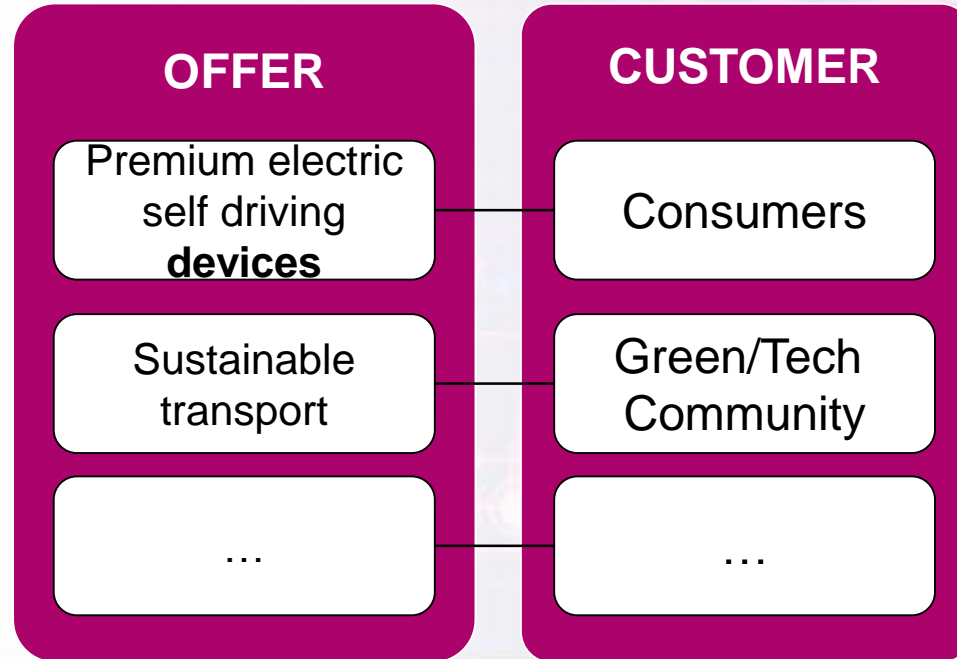 OFFER
Premium electric
self driving
devices
Sustainable
transport
…
CUSTOMER
Consumers
Green/Tech
Community
…